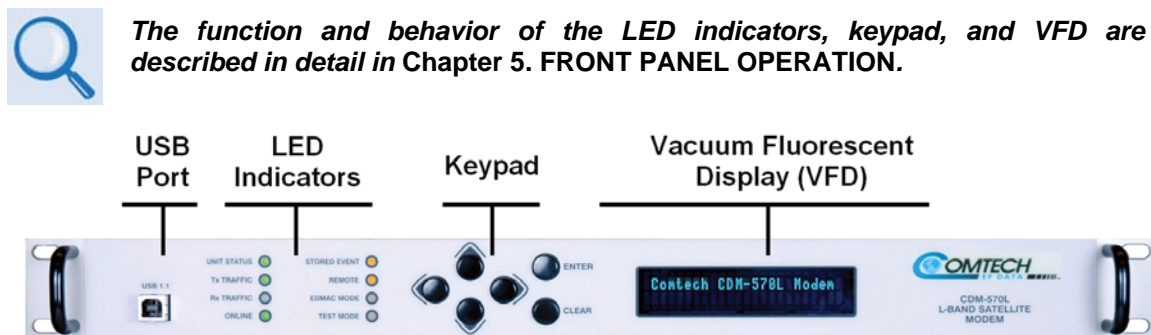 The function and behavior of the LED indicators, keypad, and VFD are
described in detail in Chapter 5. FRONT PANEL OPERATION.
USB
Port
LED
Indicators
Keypad
Vacuum Fluorescent
Display (VFD)
UNIT STATUS
STORED EVENT
Tx TRAFFIC
REMOTE
Rx TRAFFIC
EDMAC MODE
ONLINE
TEST MODE
USB 1.1
ENTER
CLEAR
Comtech CDM-570L Modem
COMTECH
EF DATA
CDM-570L
L-BAND SATELLITE
MODEM